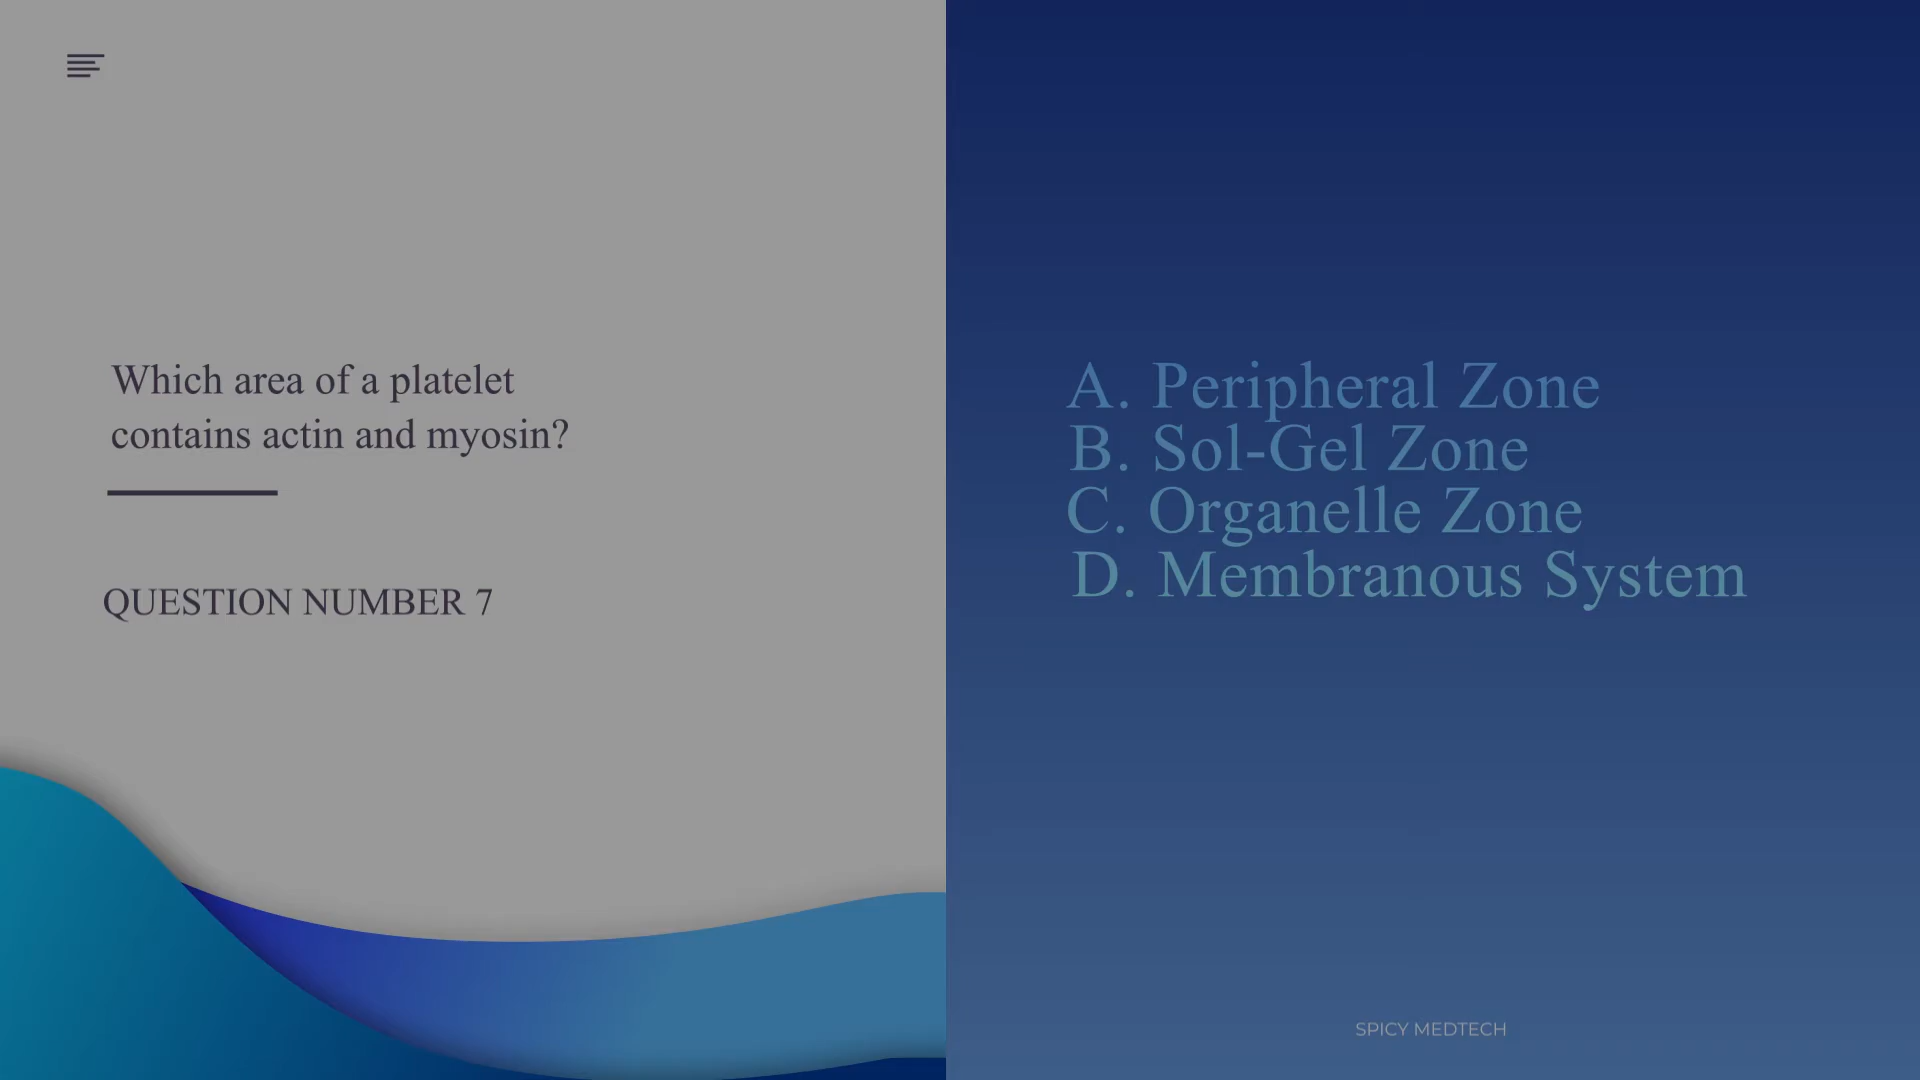 Which area of a platelet
contains actin and myosin?
QUESTION NUMBER 7
A. Peripheral Zone
B. Sol-Gel Zone
C. Organelle Zone
D. Membranous System
SPICY MEDTECH